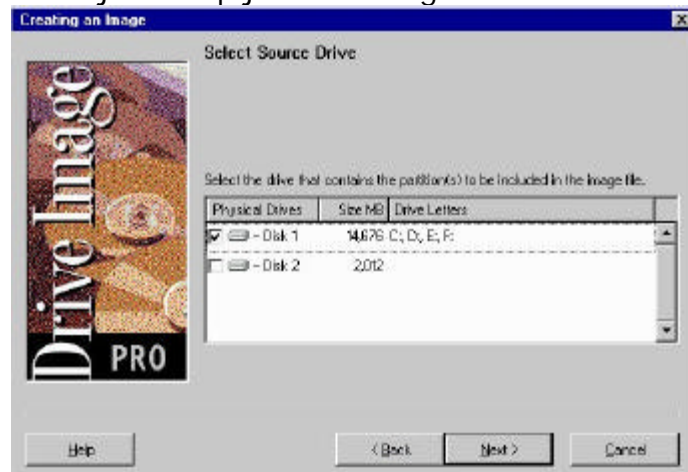 Creating an Image
Select Source Drive
Drive Image
PRO
Select the drive that contains the partition(s) to be included in the image file.
Physical Drives Size MB Drive Letters
- Disk 1 14,676 C:, D:, E:, F:
- Disk 2 2,012
Help < Back Next > Cancel